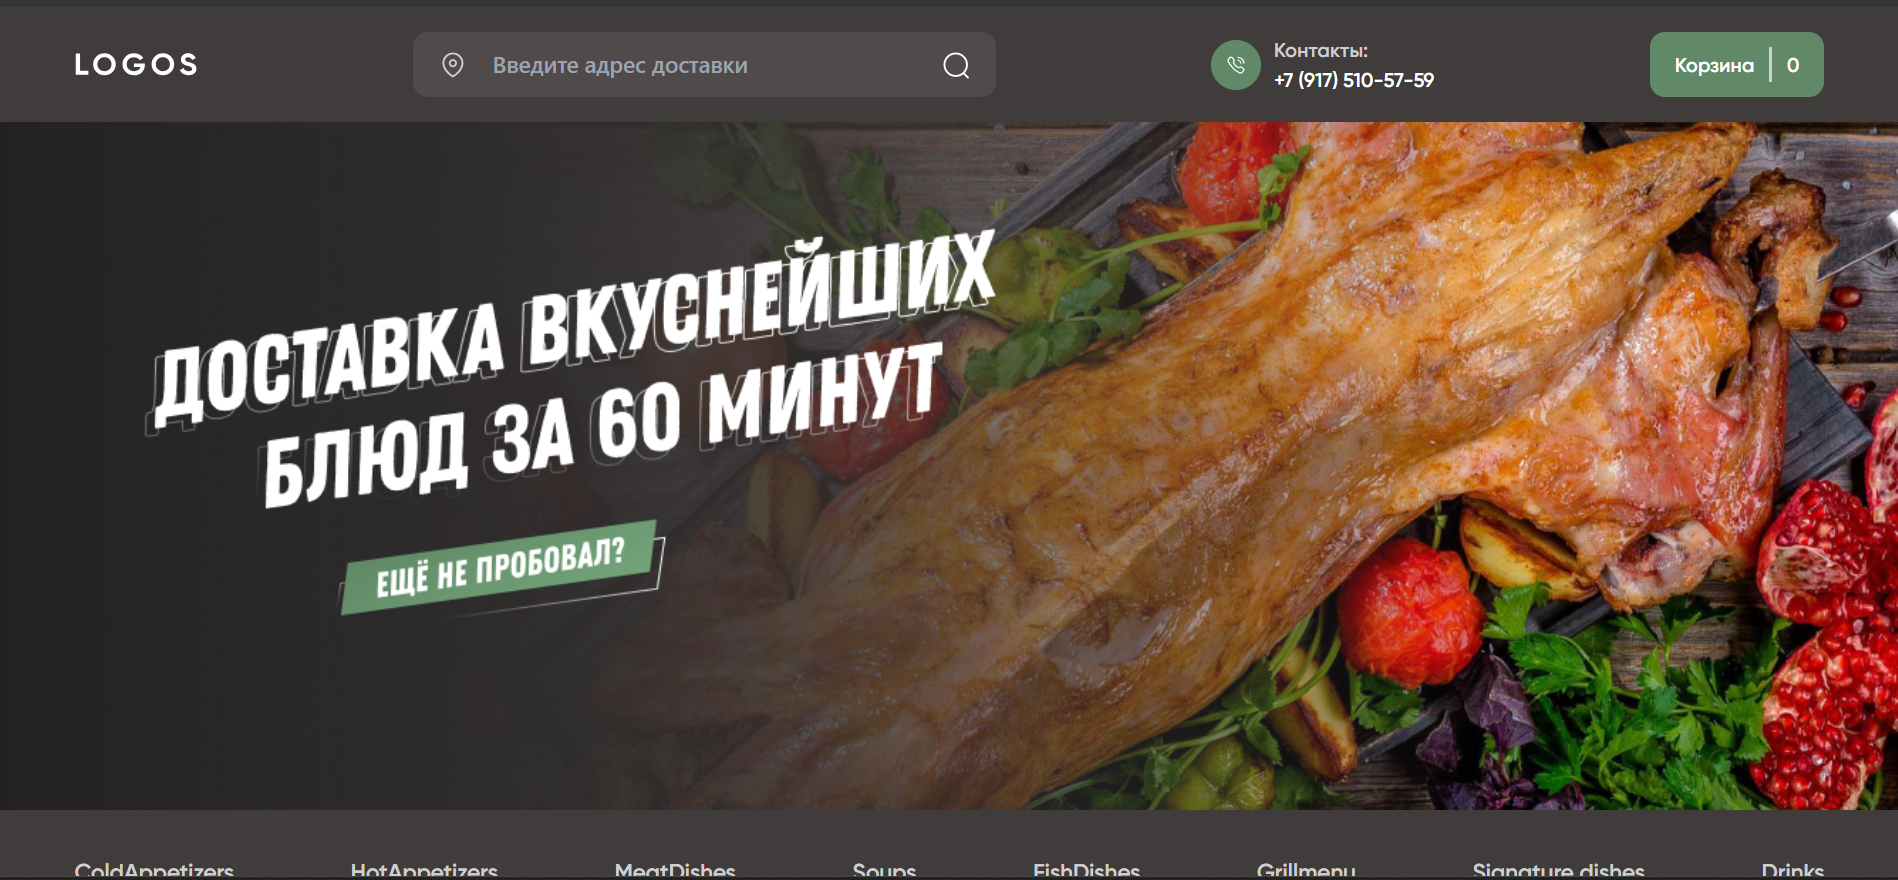 LOGOS
Введите адрес доставки
Контакты:
+7 (917) 510-57-59
Корзина 0
ДОСТАВКА ВКУСНЕЙШИХ
БЛЮД ЗА 60 МИНУТ
ЕЩЁ НЕ ПРОБОВАЛ?
ColdAppetizers HotAppetizers MeatDishes Soups FishDishes Grillmenu Signature dishes Drinks